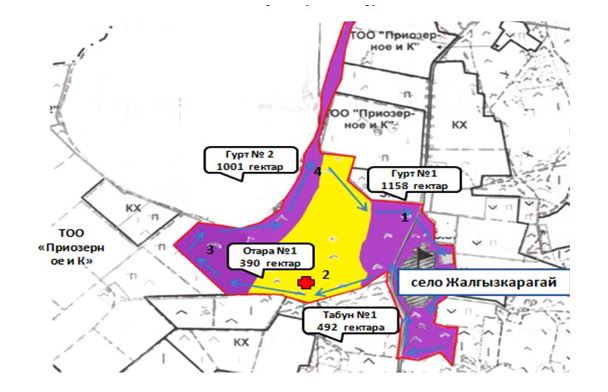 ТОО "Приозер-
ное и К"
ТОО "Приозер-
ное и К"
КХ
Гурт № 2
1001 гектар
Гурт №1
1158 гектар
4
1
КХ
ТОО
«Приозерн
ое и К»
3
Отара №1
390 гектар
2
село Жалгызкарагай
Табун №1
492 гектара
КХ
П
П
П
П
П